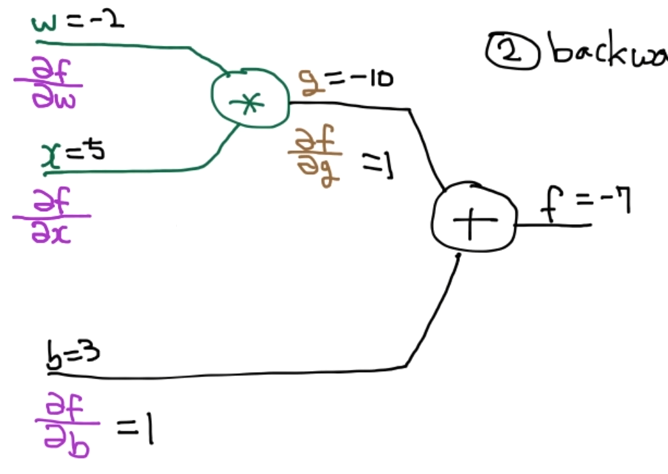 w=-2
② backwa
∂f/∂w
g=-10
*
x=5
∂f/∂g =1
∂f/∂x
+
f=-7
b=3
∂f/∂b =1